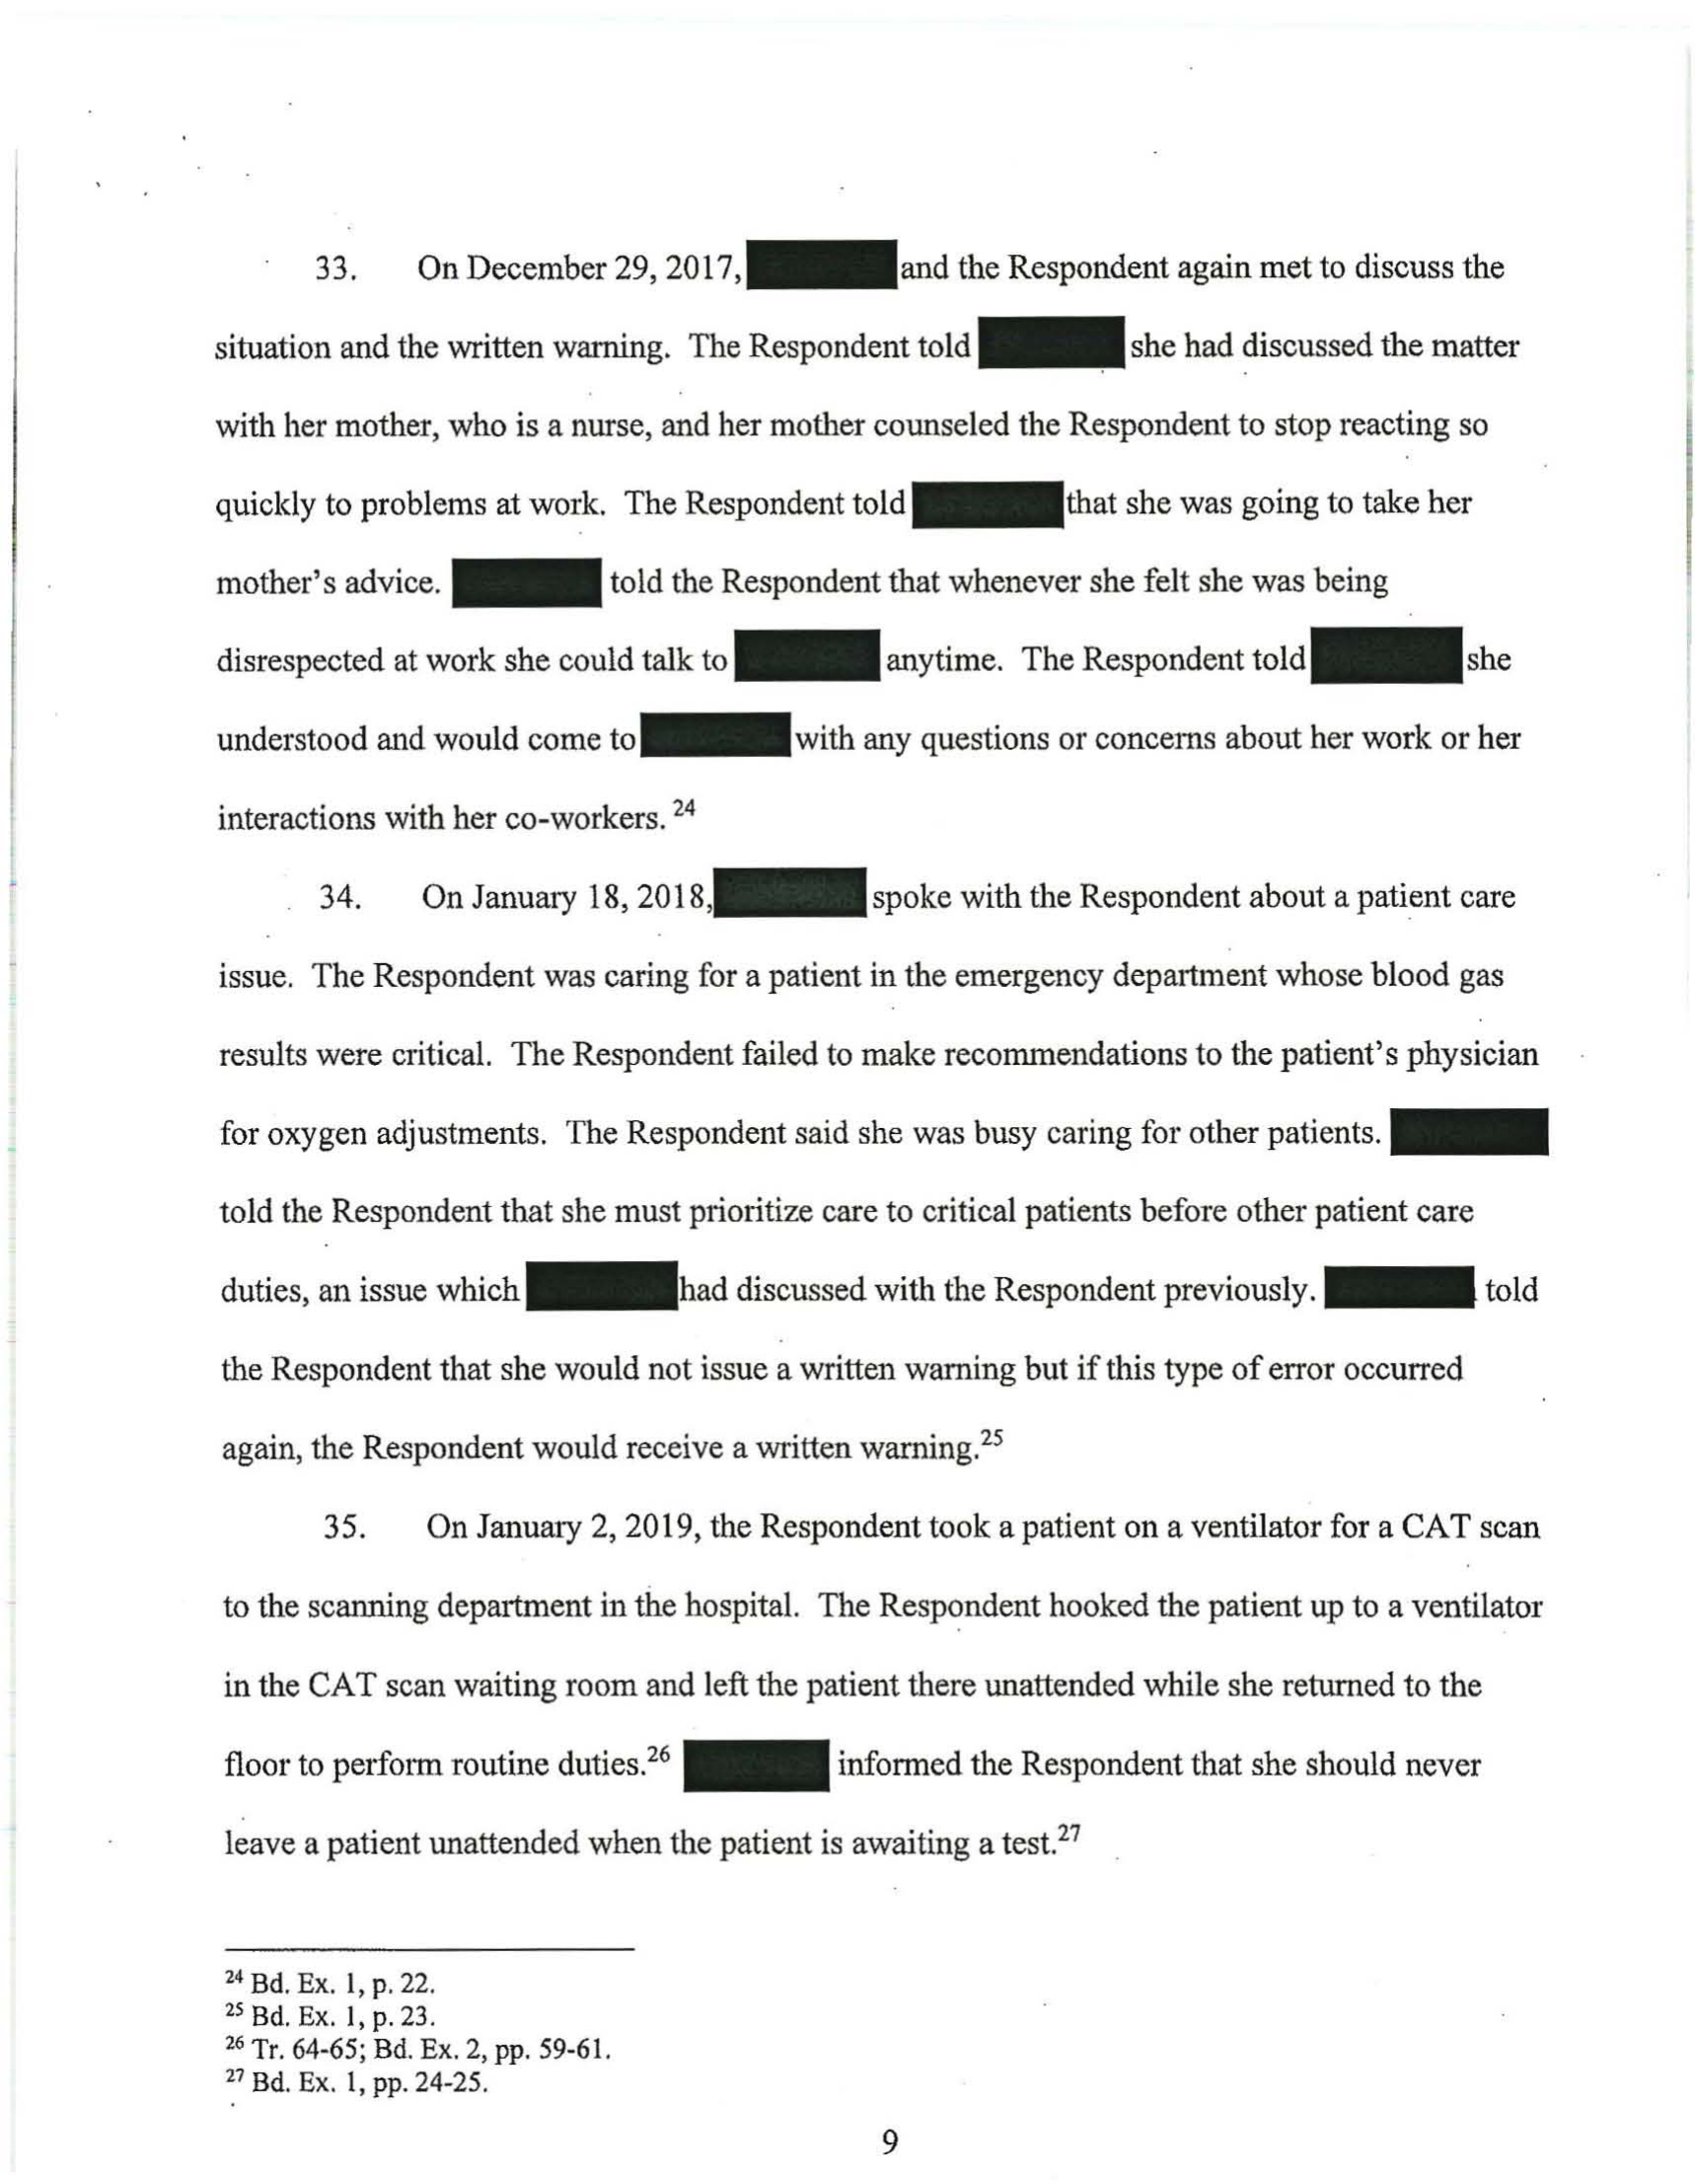 33. On December 29, 2017, and the Respondent again met to discuss the
situation and the written warning. The Respondent told she had discussed the matter
with her mother, who is a nurse, and her mother counseled the Respondent to stop reacting so
quickly to problems at work. The Respondent told that she was going to take her
mother's advice. told the Respondent that whenever she felt she was being
disrespected at work she could talk to anytime. The Respondent told she
understood and would come to with any questions or concerns about her work or her
interactions with her co-workers. 24
34. On January 18, 2018, spoke with the Respondent about a patient care
issue. The Respondent was caring for a patient in the emergency department whose blood gas
results were critical. The Respondent failed to make recommendations to the patient's physician
for oxygen adjustments. The Respondent said she was busy caring for other patients.
told the Respondent that she must prioritize care to critical patients before other patient care
duties, an issue which had discussed with the Respondent previously. told
the Respondent that she would not issue a written warning but if this type of error occurred
again, the Respondent would receive a written warning.25
35. On January 2, 2019, the Respondent took a patient on a ventilator for a CAT scan
to the scanning department in the hospital. The Respondent hooked the patient up to a ventilator
in the CAT scan waiting room and left the patient there unattended while she returned to the
floor to perform routine duties.26 informed the Respondent that she should never
leave a patient unattended when the patient is awaiting a test.27
24 Bd. Ex. 1, p. 22.
25 Bd. Ex. 1, p. 23.
26 Tr. 64-65; Bd. Ex. 2, pp. 59-61.
27 Bd. Ex. 1, pp. 24-25.
9